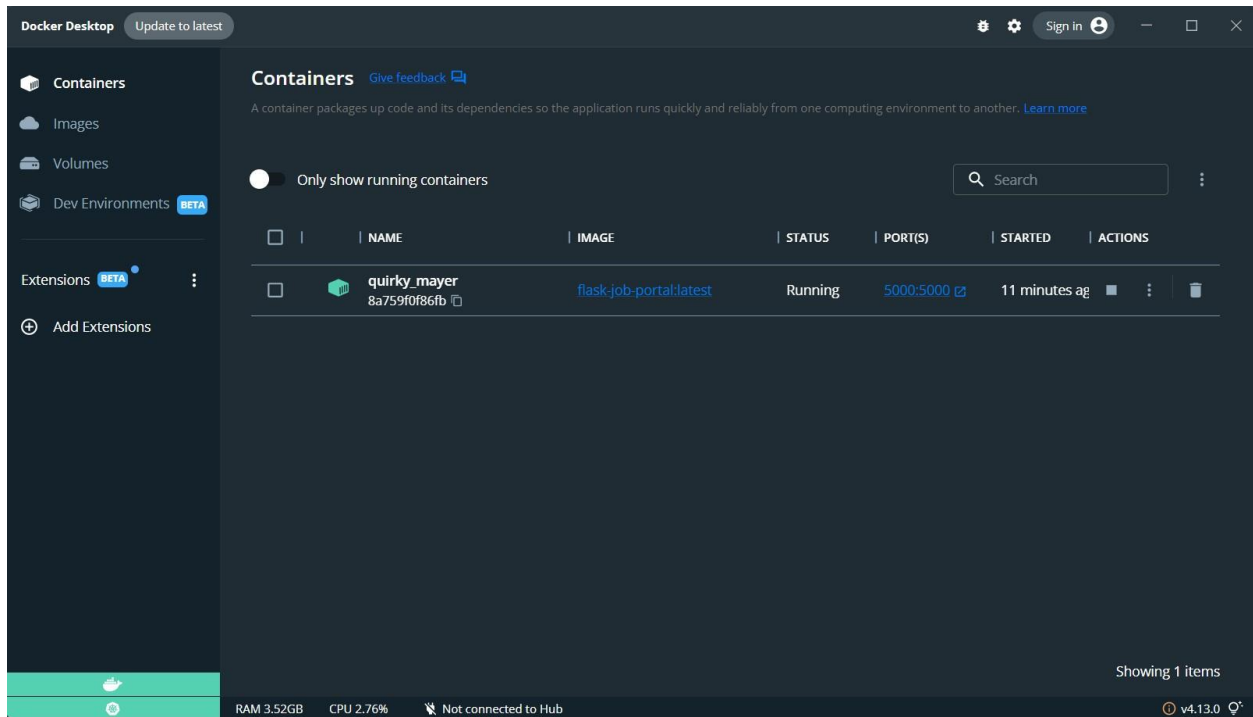 Docker Desktop Update to latest Sign in
Containers
Images
Volumes
Dev Environments BETA
Extensions BETA
Add Extensions
Containers Give feedback
A container packages up code and its dependencies so the application runs quickly and reliably from one computing environment to another. Learn more
Only show running containers Search
NAME IMAGE STATUS PORT(S) STARTED ACTIONS
quirky_mayer flask-job-portal:latest Running 5000:5000 11 minutes ag
8a759f0f86fb
Showing 1 items
RAM 3.52GB CPU 2.76% Not connected to Hub v4.13.0